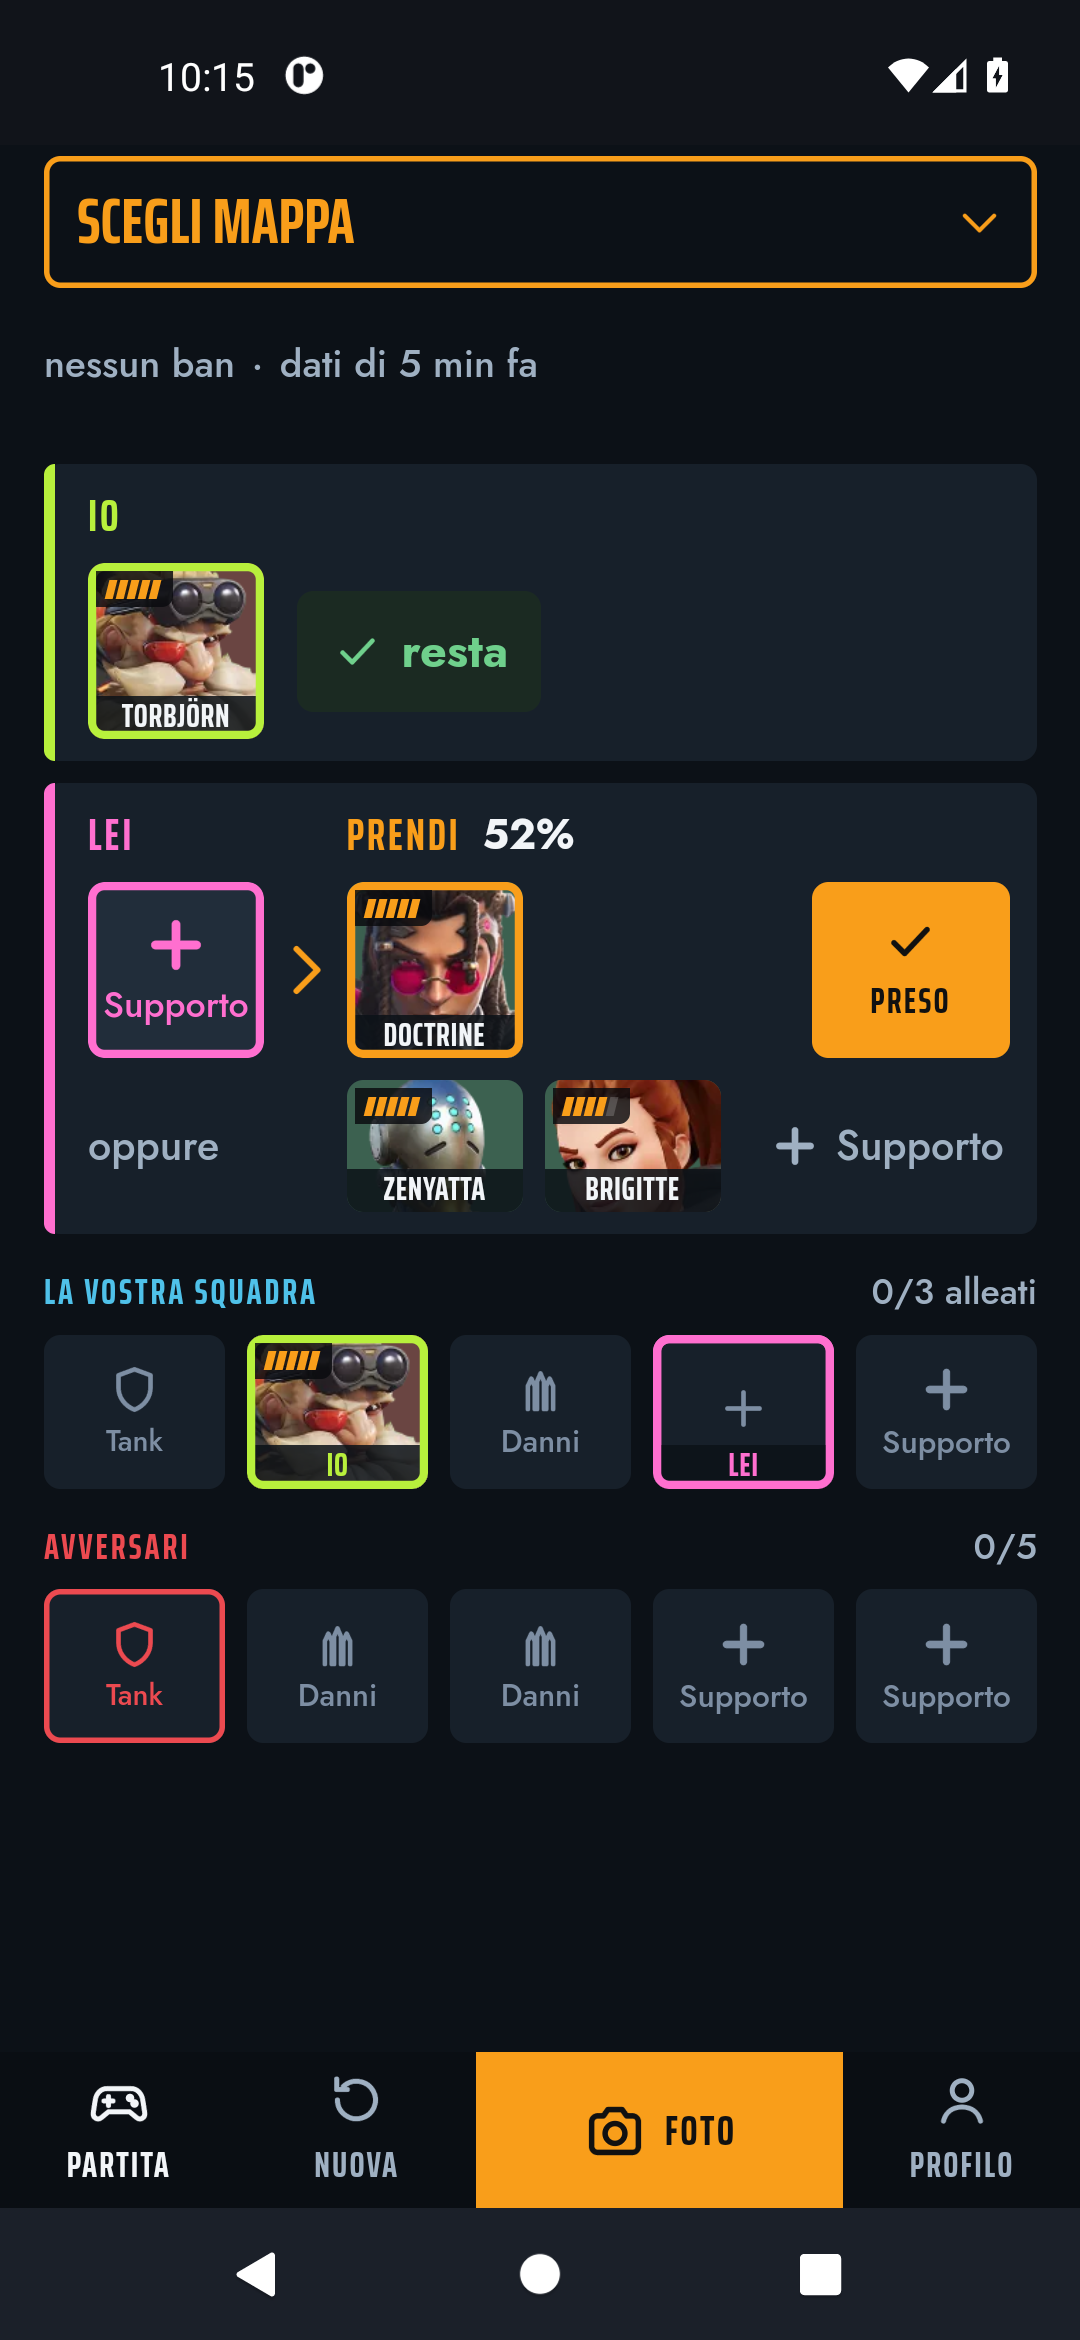 10:15
SCEGLI MAPPA
nessun ban · dati di 5 min fa
IO
TORBJÖRN
resta
LEI
PRENDI 52%
Supporto
DOCTRINE
PRESO
oppure
ZENYATTA
BRIGITTE
Supporto
LA VOSTRA SQUADRA
0/3 alleati
Tank
IO
Danni
LEI
Supporto
AVVERSARI
0/5
Tank
Danni
Danni
Supporto
Supporto
PARTITA
NUOVA
FOTO
PROFILO